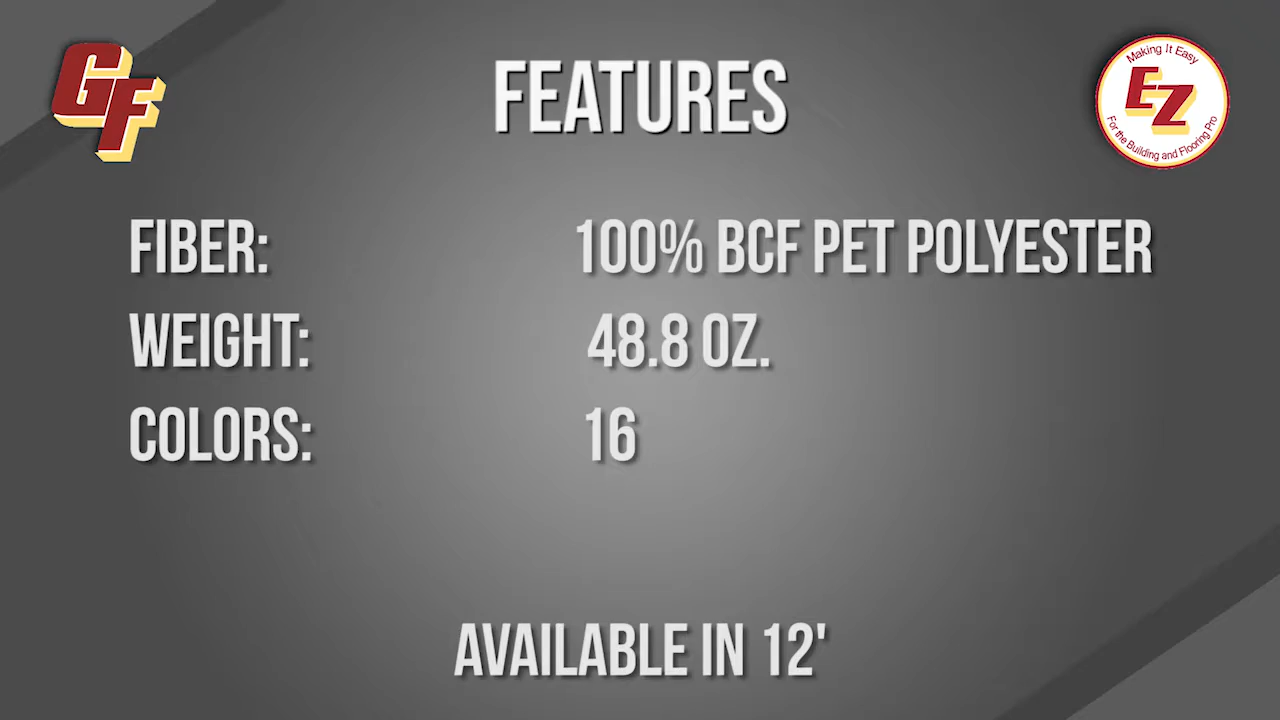 GF
FEATURES
Making It Easy
EZ
For the Building and Flooring Pro
FIBER: 100% BCF PET POLYESTER
WEIGHT: 48.8 OZ.
COLORS: 16
AVAILABLE IN 12'